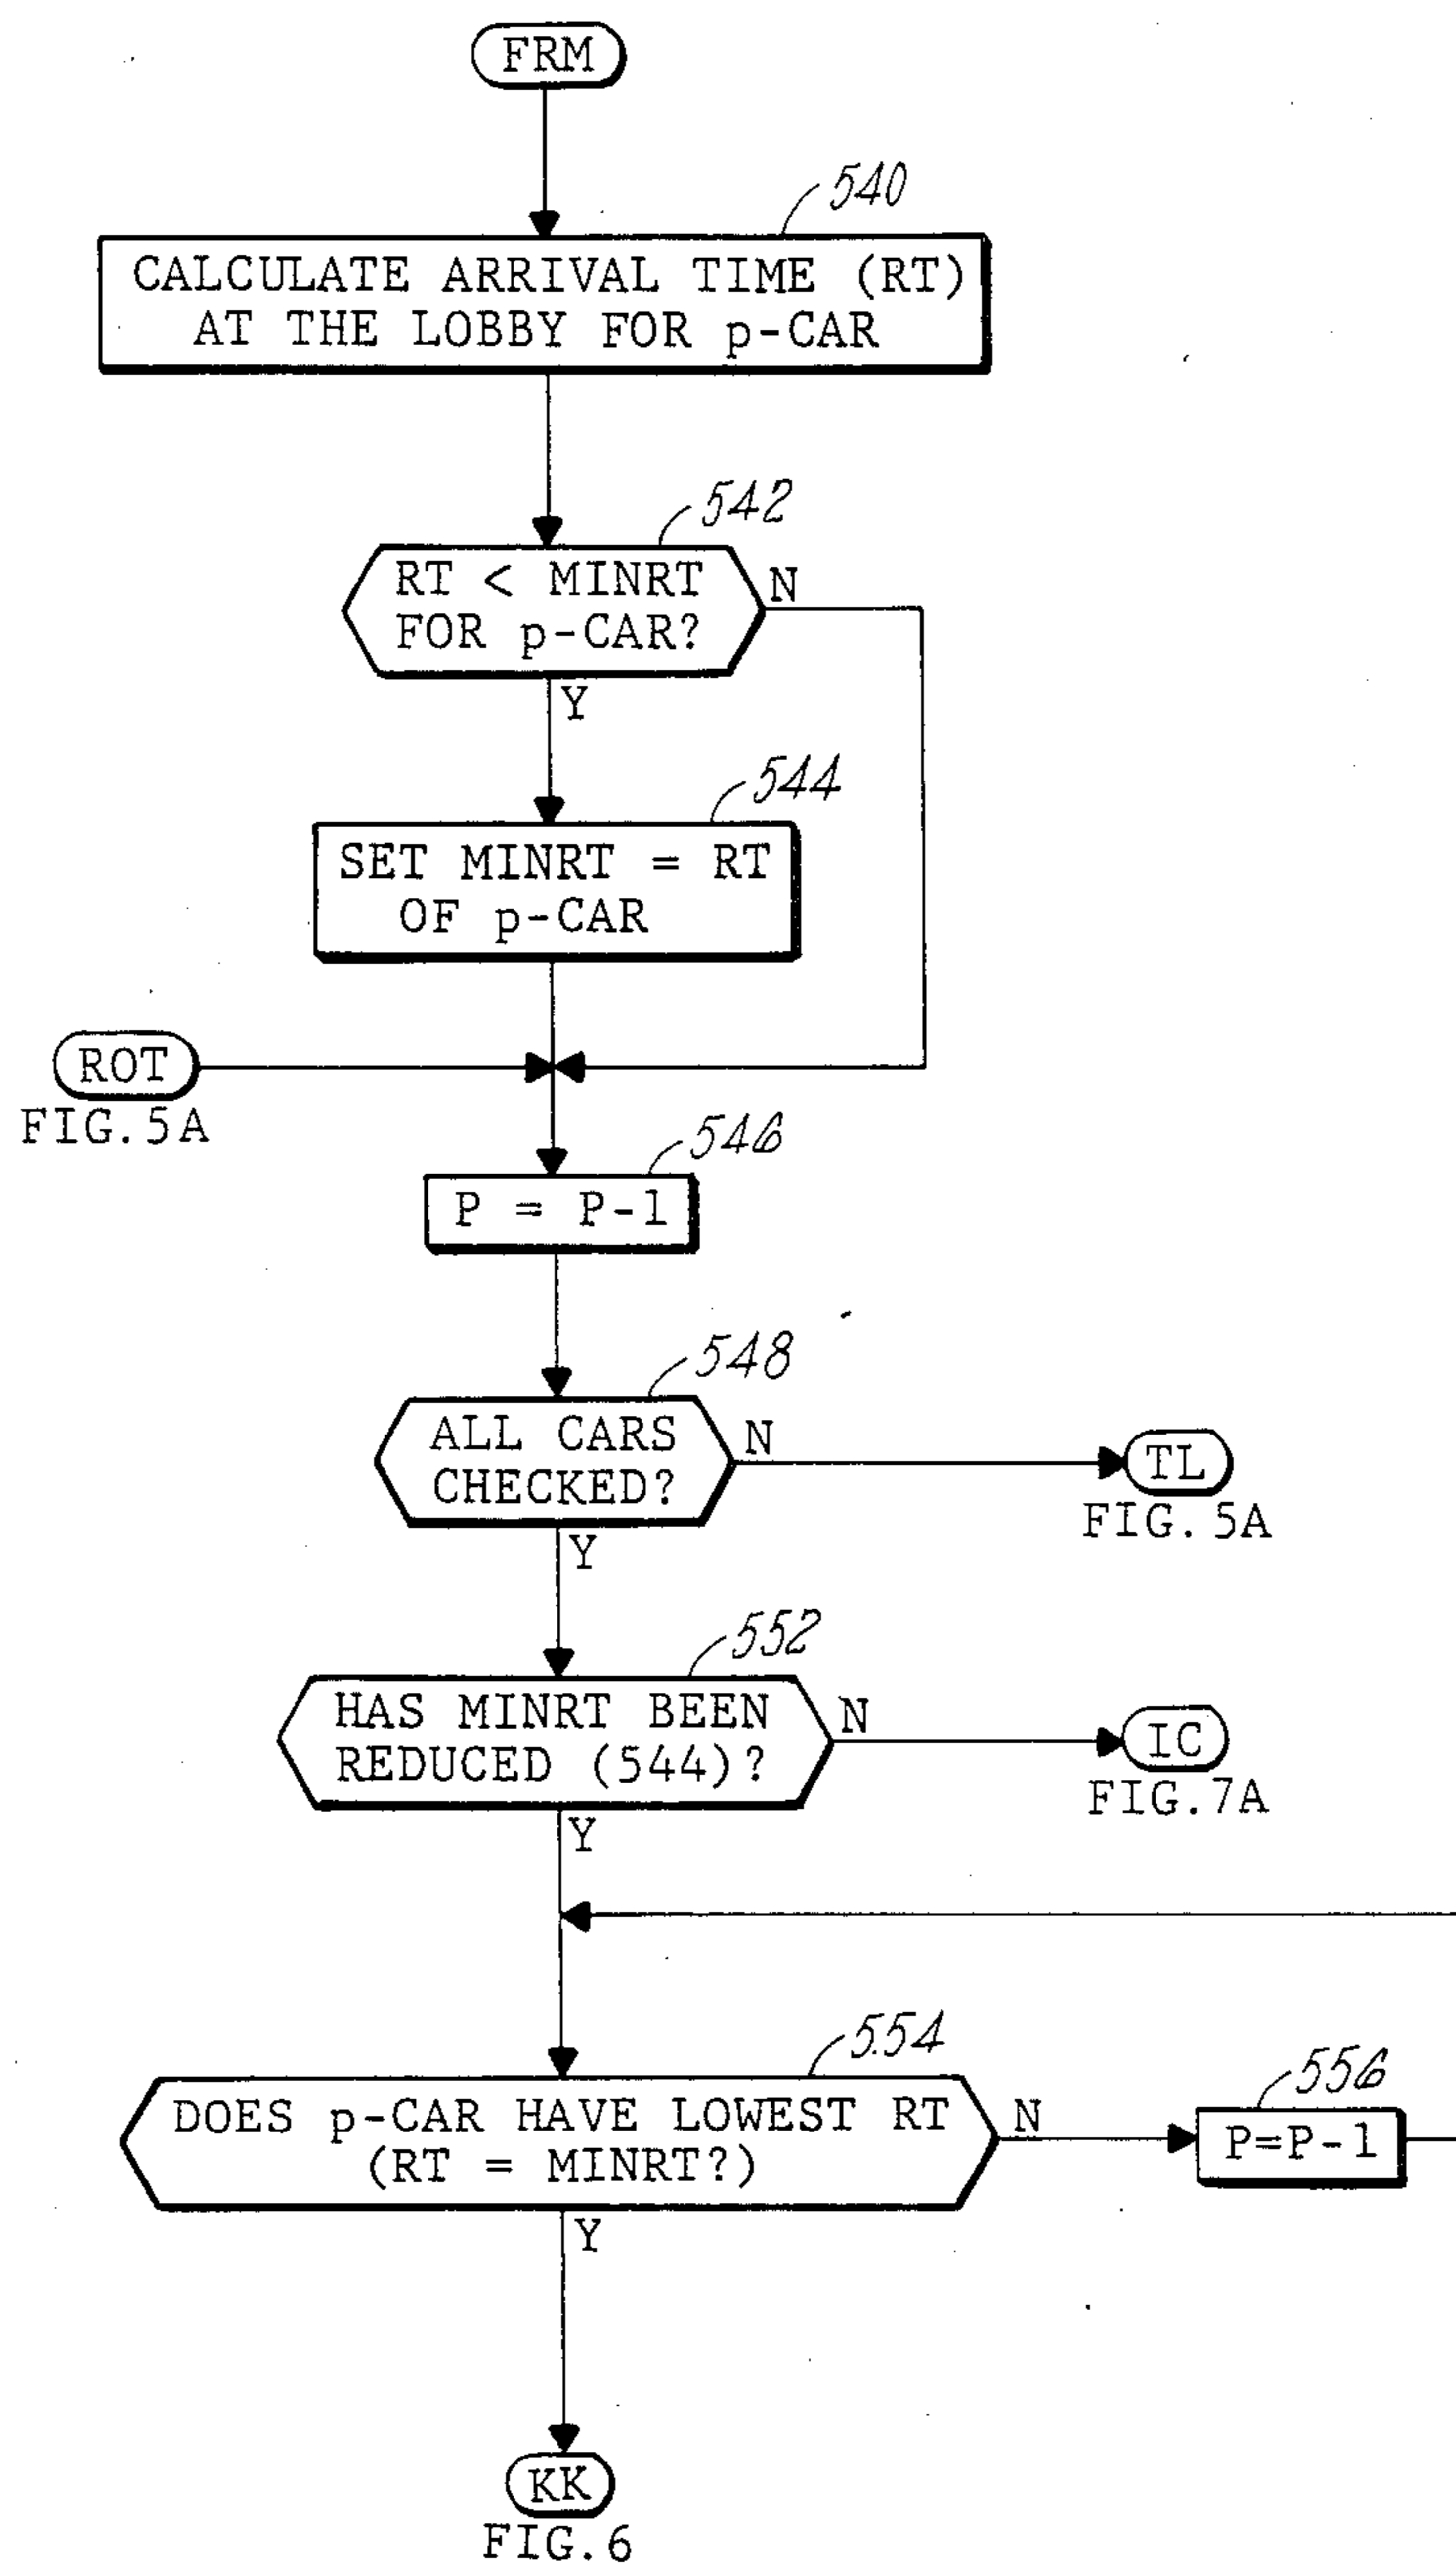 FRM
540
CALCULATE ARRIVAL TIME (RT)
AT THE LOBBY FOR p-CAR
542
RT < MINRT
FOR p-CAR?
N
Y
544
SET MINRT = RT
OF p-CAR
ROT
FIG.5A
546
P = P-1
548
ALL CARS
CHECKED?
N
TL
FIG.5A
Y
552
HAS MINRT BEEN
REDUCED (544)?
N
IC
FIG.7A
Y
554
DOES p-CAR HAVE LOWEST RT
(RT = MINRT?)
N
556
P=P-1
Y
KK
FIG.6